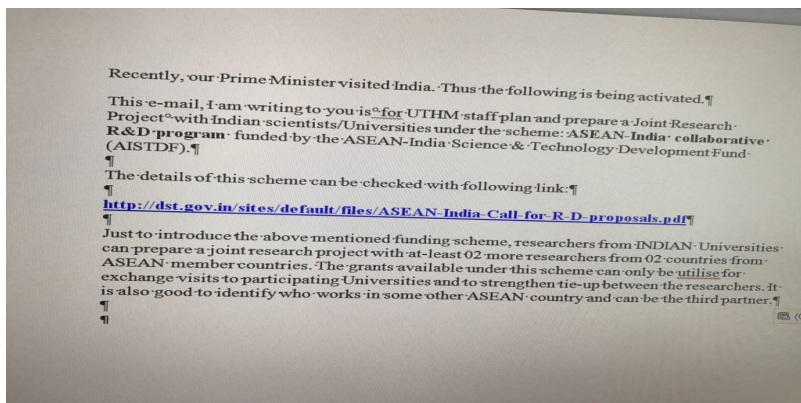 Recently, our Prime Minister visited India. Thus the following is being activated.¶
This e-mail, I am writing to you is for UTHM staff plan and prepare a Joint Research
Project with Indian scientists/Universities under the scheme: ASEAN-India collaborative
R&D program funded by the ASEAN-India Science & Technology Development Fund
(AISTDF).¶
¶
The details of this scheme can be checked with following link:¶
¶
http://dst.gov.in/sites/default/files/ASEAN-India-Call-for-R-D-proposals.pdf¶
¶
Just to introduce the above mentioned funding scheme, researchers from INDIAN Universities
can prepare a joint research project with at-least 02 more researchers from 02 countries from
ASEAN member countries. The grants available under this scheme can only be utilise for
exchange visits to participating Universities and to strengthen tie-up between the researchers. It
is also good to identify who works in some other ASEAN country and can be the third partner.¶
¶
¶